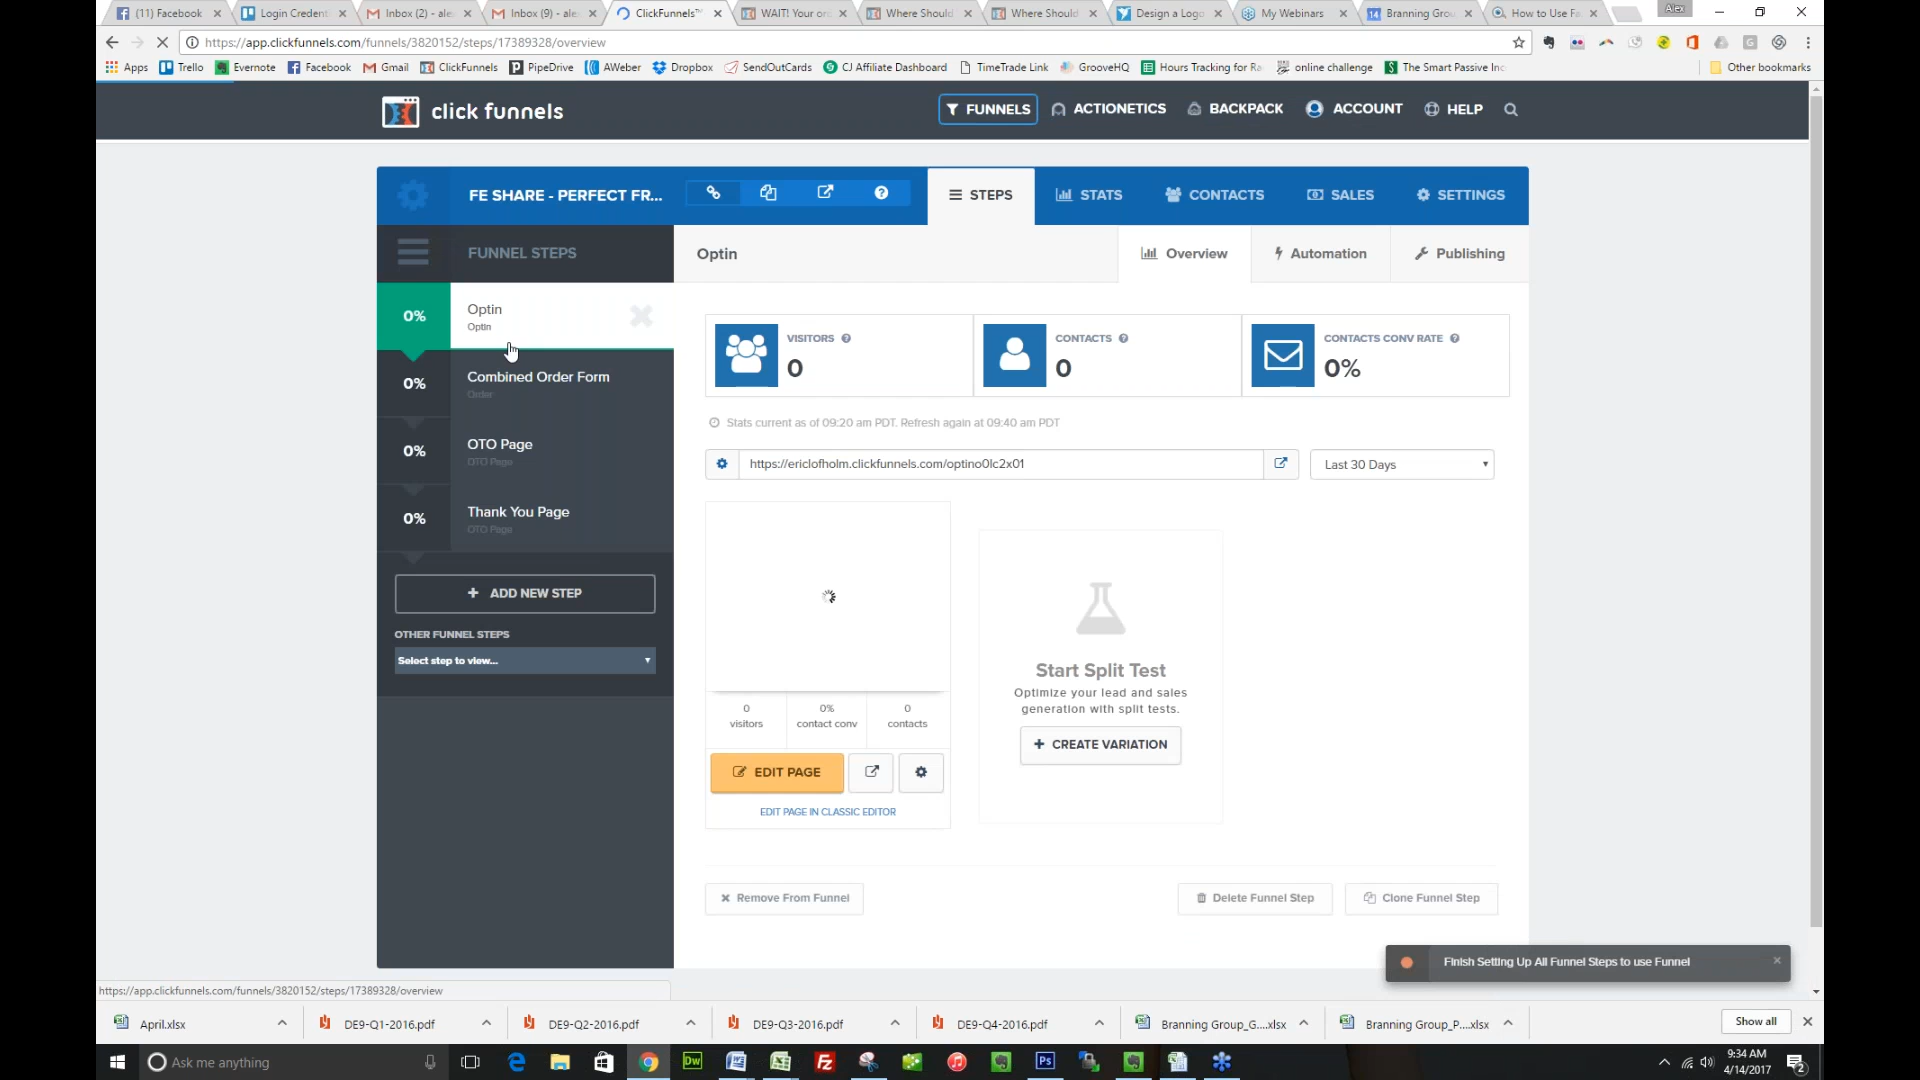 (11) Facebook
Login Creden
Inbox (2) - ale
Inbox (9) - ale
ClickFunnels™
WAIT! Your or
Where Should
Where Should
Design a Logo
My Webinars
Branning Grou
How to Use Fa
Alex
https://app.clickfunnels.com/funnels/3820152/steps/17389328/overview
Apps
Trello
Evernote
Facebook
Gmail
ClickFunnels
PipeDrive
AWeber
Dropbox
SendOutCards
CJ Affiliate Dashboard
TimeTrade Link
GrooveHQ
Hours Tracking for Ra
online challenge
The Smart Passive Inc
Other bookmarks
click funnels
FUNNELS
ACTIONETICS
BACKPACK
ACCOUNT
HELP
FE SHARE - PERFECT FR...
STEPS
STATS
CONTACTS
SALES
SETTINGS
FUNNEL STEPS
Optin
Overview
Automation
Publishing
0%
Optin
Optin
0%
Combined Order Form
Order
0%
OTO Page
OTO Page
0%
Thank You Page
OTO Page
ADD NEW STEP
OTHER FUNNEL STEPS
Select step to view...
VISITORS
0
CONTACTS
0
CONTACTS CONV RATE
0%
Stats current as of 09:20 am PDT. Refresh again at 09:40 am PDT
https://ericlofholm.clickfunnels.com/optino0lc2x01
Last 30 Days
0
visitors
0%
contact conv
0
contacts
EDIT PAGE
EDIT PAGE IN CLASSIC EDITOR
Start Split Test
Optimize your lead and sales
generation with split tests.
CREATE VARIATION
Remove From Funnel
Delete Funnel Step
Clone Funnel Step
Finish Setting Up All Funnel Steps to use Funnel
https://app.clickfunnels.com/funnels/3820152/steps/17389328/overview
April.xlsx
DE9-Q1-2016.pdf
DE9-Q2-2016.pdf
DE9-Q3-2016.pdf
DE9-Q4-2016.pdf
Branning Group_G....xlsx
Branning Group_P....xlsx
Show all
Ask me anything
9:34 AM
4/14/2017
2